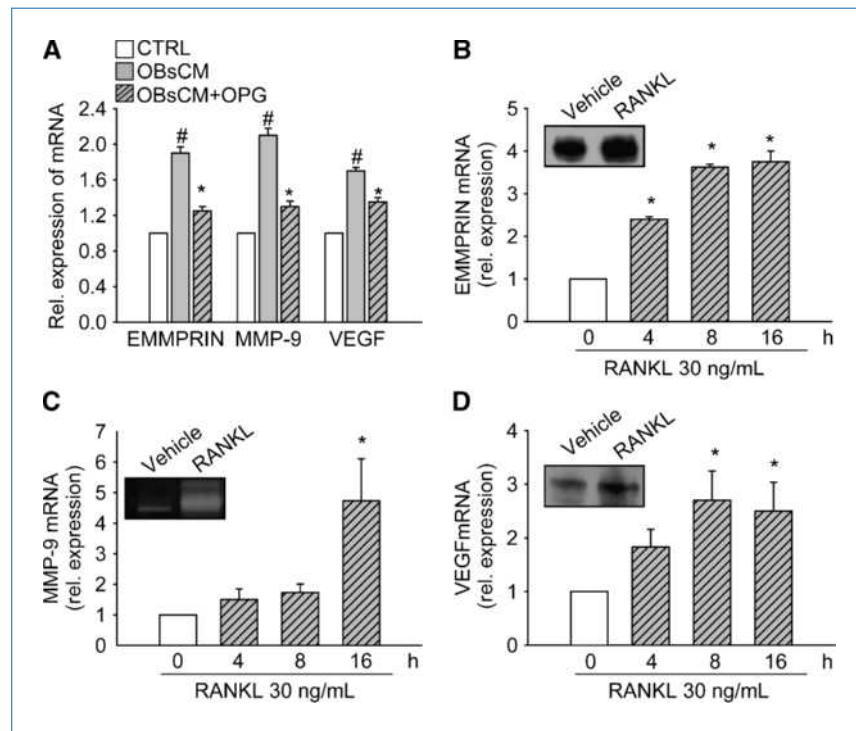 A
CTRL
OBsCM
OBsCM+OPG
Rel. expression of mRNA
2.4
2.0
1.6
1.2
0.8
0.4
0.0
# * # * # *
EMMPRIN MMP-9 VEGF
B
Vehicle RANKL
EMMPRIN mRNA
(rel. expression)
5
4
3
2
1
0
* * *
0 4 8 16 h
RANKL 30 ng/mL
C
Vehicle RANKL
MMP-9 mRNA
(rel. expression)
7
6
5
4
3
2
1
0
*
0 4 8 16 h
RANKL 30 ng/mL
D
Vehicle RANKL
VEGFmRNA
(rel. expression)
4
3
2
1
0
* *
0 4 8 16 h
RANKL 30 ng/mL